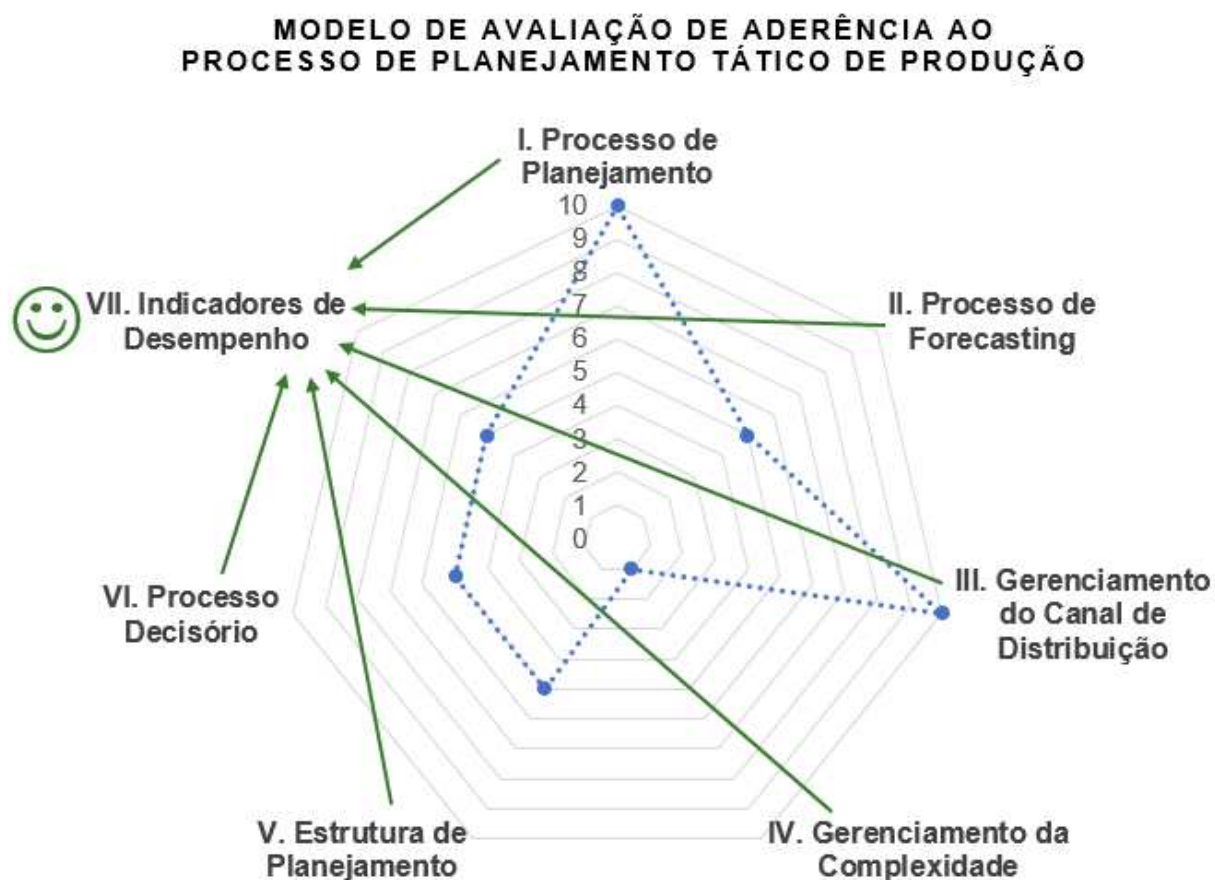 MODELO DE AVALIAÇÃO DE ADERÊNCIA AO
PROCESSO DE PLANEJAMENTO TÁTICO DE PRODUÇÃO
I. Processo de
Planejamento
10
9
8
7
6
5
4
3
2
1
0
VII. Indicadores de
Desempenho
II. Processo de
Forecasting
III. Gerenciamento
do Canal de
Distribuição
VI. Processo
Decisório
V. Estrutura de
Planejamento
IV. Gerenciamento da
Complexidade